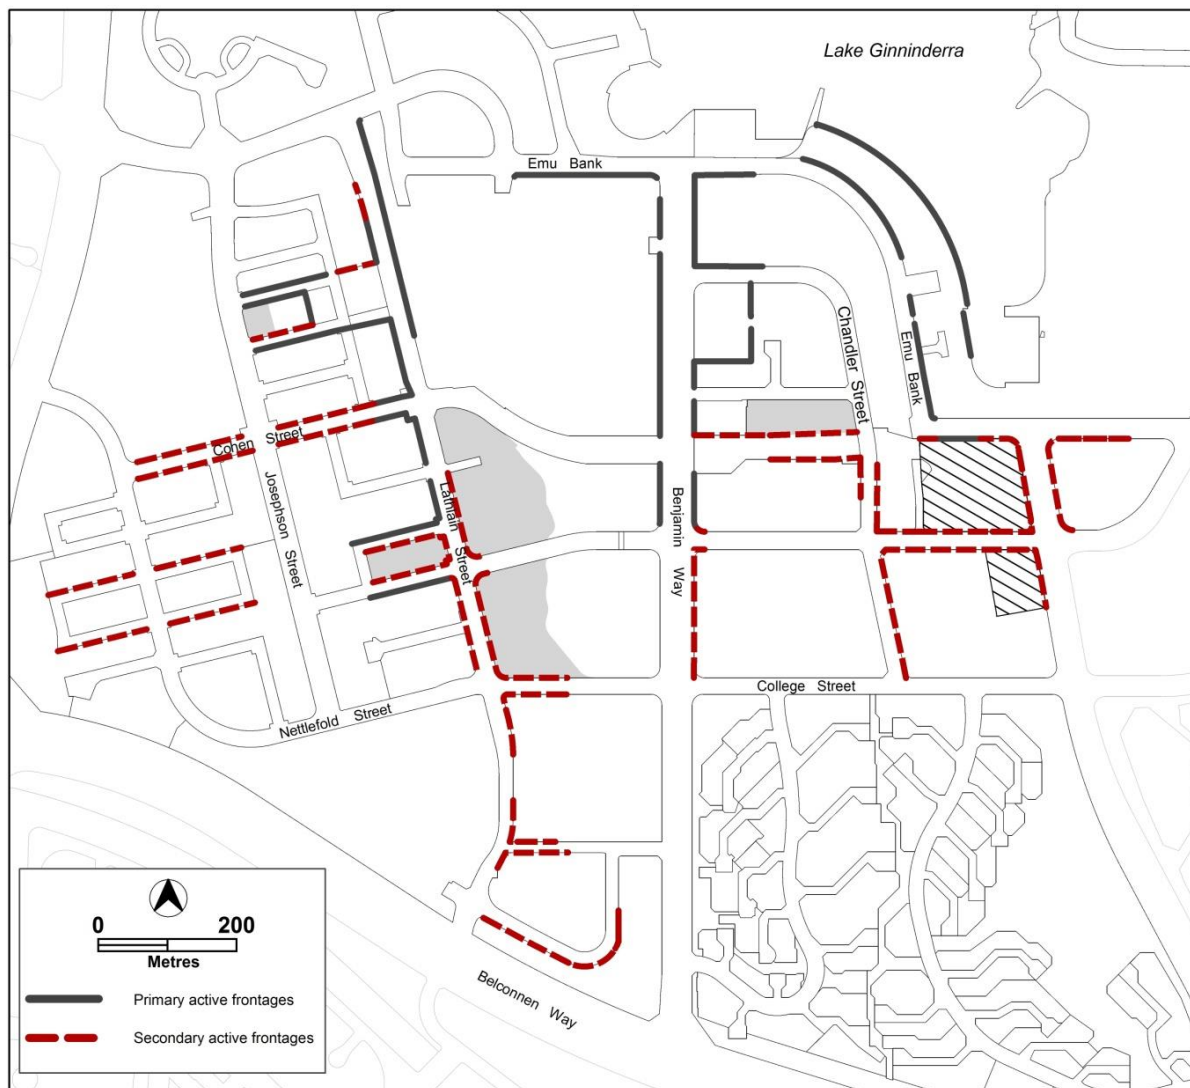 Lake Ginninderra
Emu Bank
Chandler Street
Emu Bank
Cohen Street
Josephson Street
Lathlain Street
Benjamin Way
College Street
Nettlefold Street
0 200
Metres
Belconnen Way
Primary active frontages
Secondary active frontages